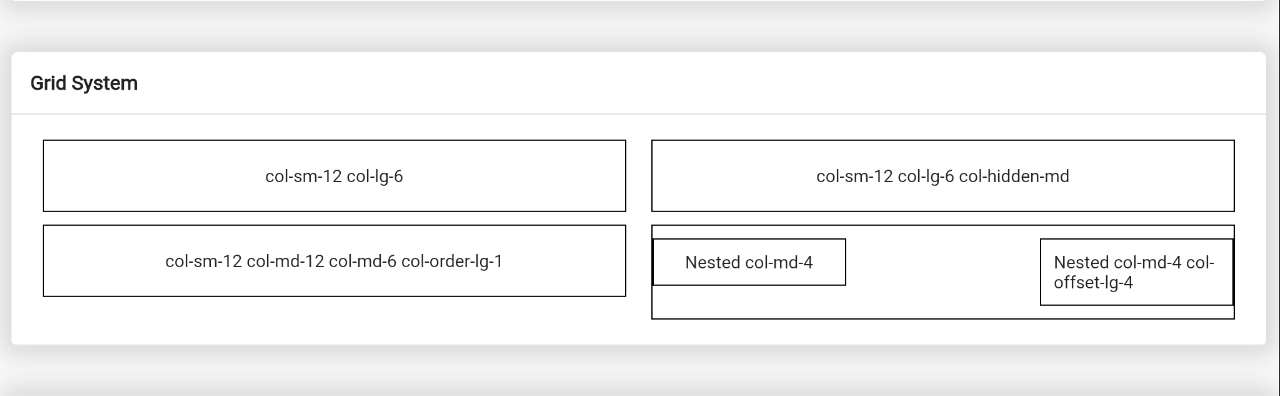 Grid System
col-sm-12 col-lg-6
col-sm-12 col-lg-6 col-hidden-md
col-sm-12 col-md-12 col-md-6 col-order-lg-1
Nested col-md-4
Nested col-md-4 col-
offset-lg-4